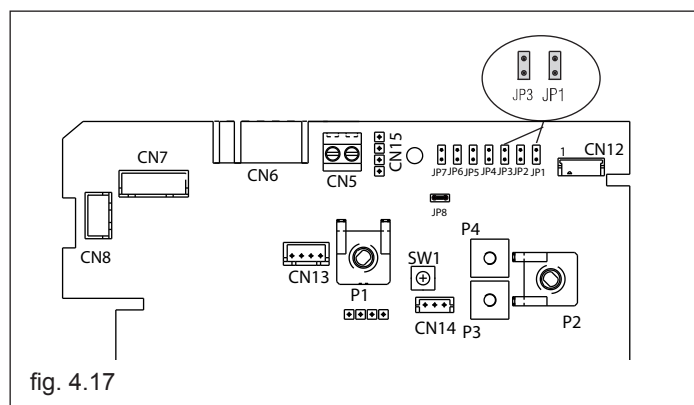 JP3 JP1
CN7
CN6
CN5
CN15
JP7 JP6 JP5 JP4 JP3 JP2 JP1
1 CN12
JP8
CN8
CN13
P1
SW1
CN14
P4
P3
P2
fig. 4.17